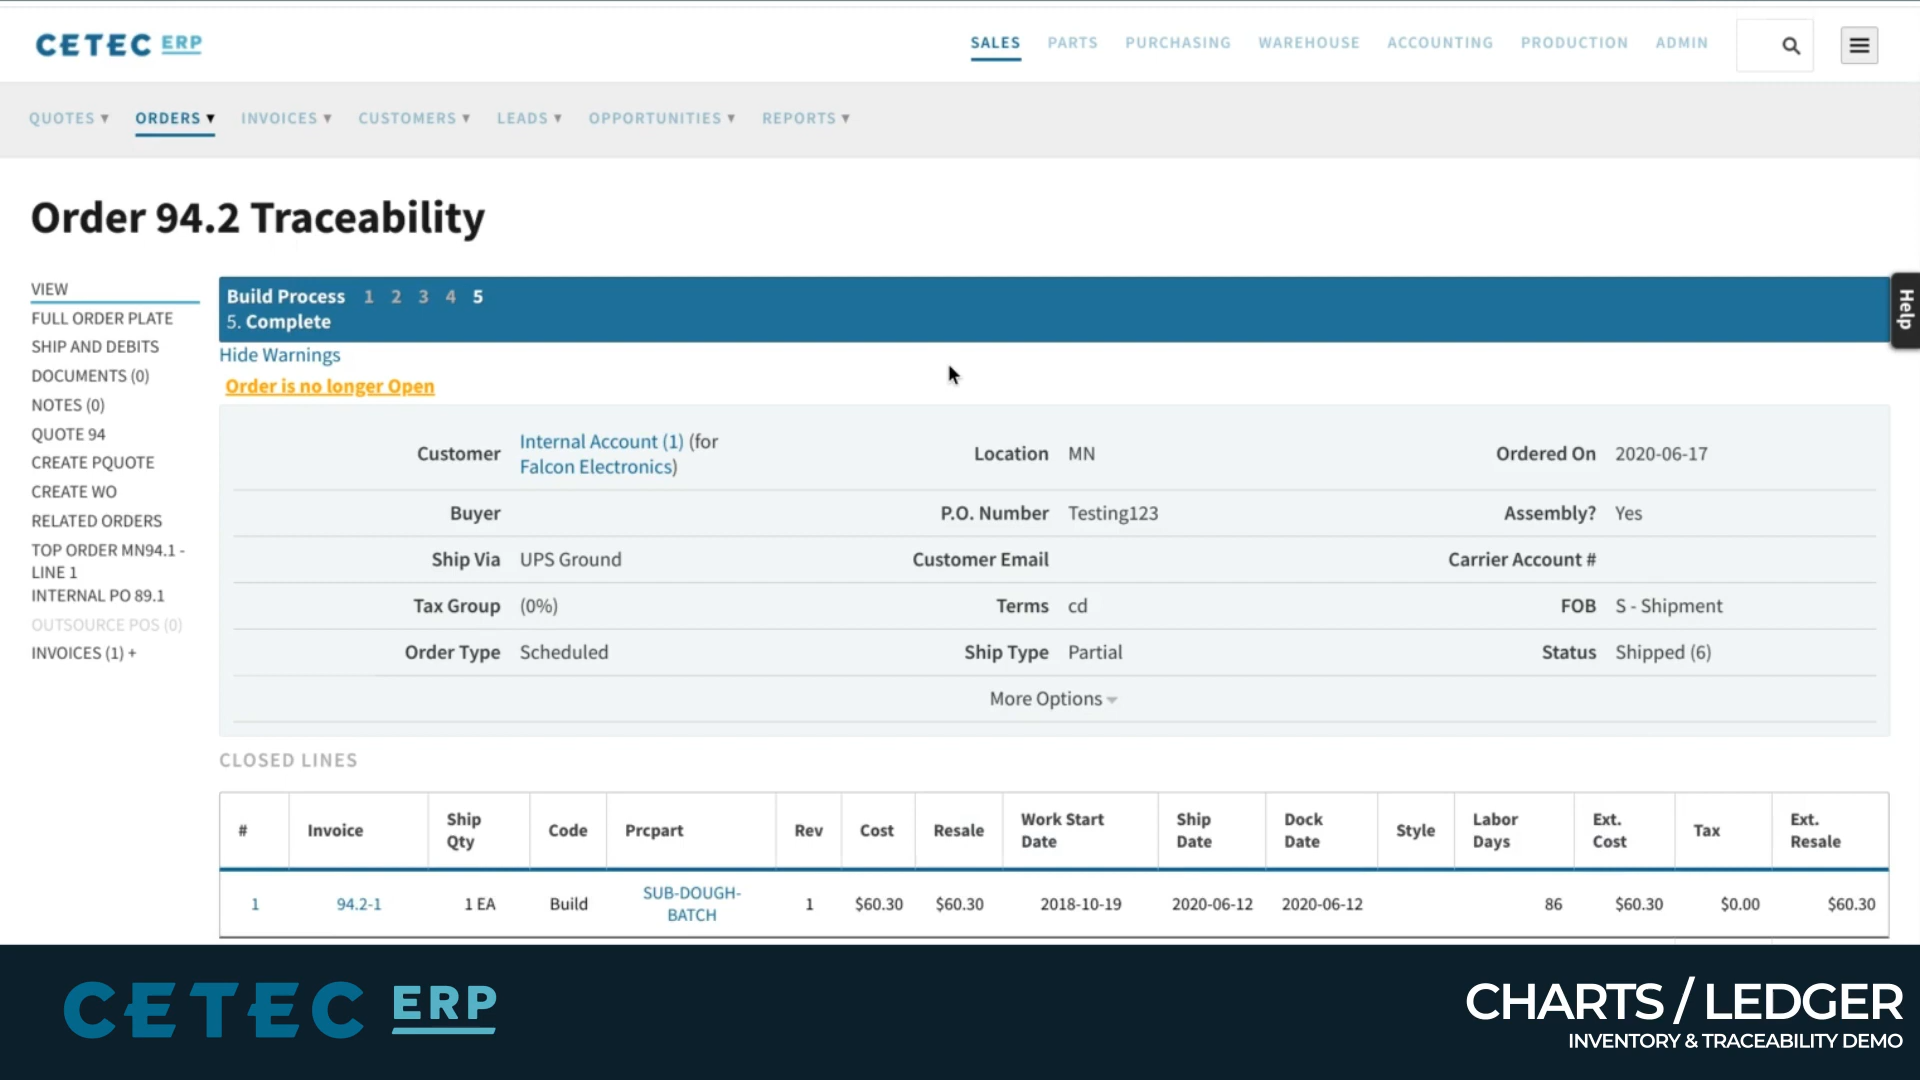 CETEC ERP
SALES PARTS PURCHASING WAREHOUSE ACCOUNTING PRODUCTION ADMIN
QUOTES ▾ ORDERS ▾ INVOICES ▾ CUSTOMERS ▾ LEADS ▾ OPPORTUNITIES ▾ REPORTS ▾
Order 94.2 Traceability
VIEW
FULL ORDER PLATE
SHIP AND DEBITS
DOCUMENTS (0)
NOTES (0)
QUOTE 94
CREATE PQUOTE
CREATE WO
RELATED ORDERS
TOP ORDER MN94.1 -
LINE 1
INTERNAL PO 89.1
OUTSOURCE POS (0)
INVOICES (1) +
Build Process 1 2 3 4 5
5. Complete
Help
Hide Warnings
Order is no longer Open
Customer Internal Account (1) (for
Falcon Electronics)
Location MN
Ordered On 2020-06-17
Buyer
P.O. Number Testing123
Assembly? Yes
Ship Via UPS Ground
Customer Email
Carrier Account #
Tax Group (0%)
Terms cd
FOB S - Shipment
Order Type Scheduled
Ship Type Partial
Status Shipped (6)
More Options
CLOSED LINES
# Invoice Ship Qty Code Prcpart Rev Cost Resale Work Start Date Ship Date Dock Date Style Labor Days Ext. Cost Tax Ext. Resale
1 94.2-1 1 EA Build SUB-DOUGH-BATCH 1 $60.30 $60.30 2018-10-19 2020-06-12 2020-06-12 86 $60.30 $0.00 $60.30
CETEC ERP
CHARTS / LEDGER
INVENTORY & TRACEABILITY DEMO